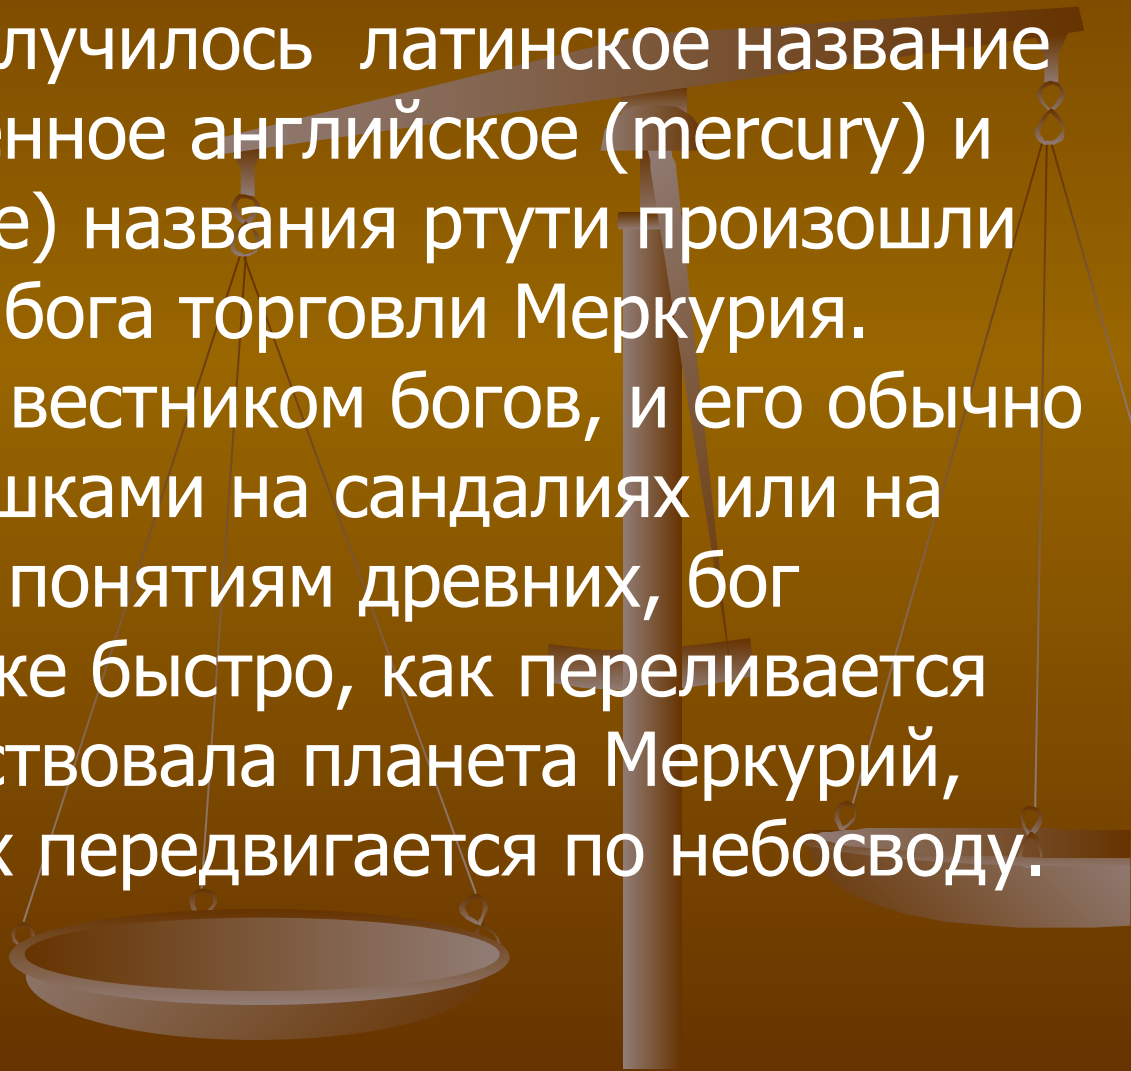 лучилось латинское название
енное английское (mercury) и
е) названия ртути произошли
бога торговли Меркурия.
вестником богов, и его обычно
шками на сандалиях или на
понятиям древних, бог
ке быстро, как переливается
ствовала планета Меркурий,
х передвигается по небосводу.